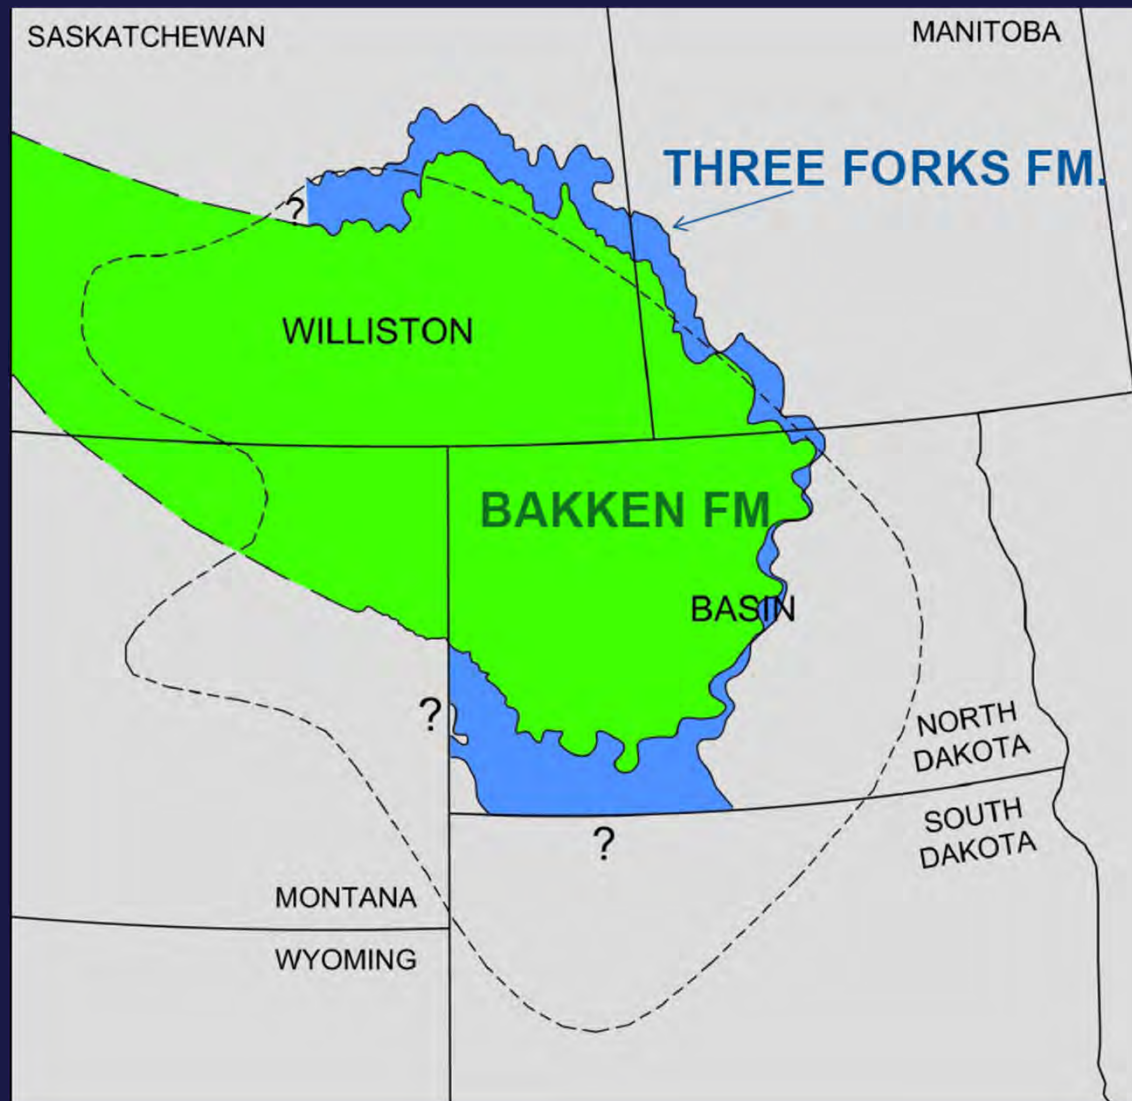 SASKATCHEWAN
MANITOBA
THREE FORKS FM.
?
WILLISTON
BAKKEN FM
BASIN
?
NORTH
DAKOTA
SOUTH
DAKOTA
?
MONTANA
WYOMING